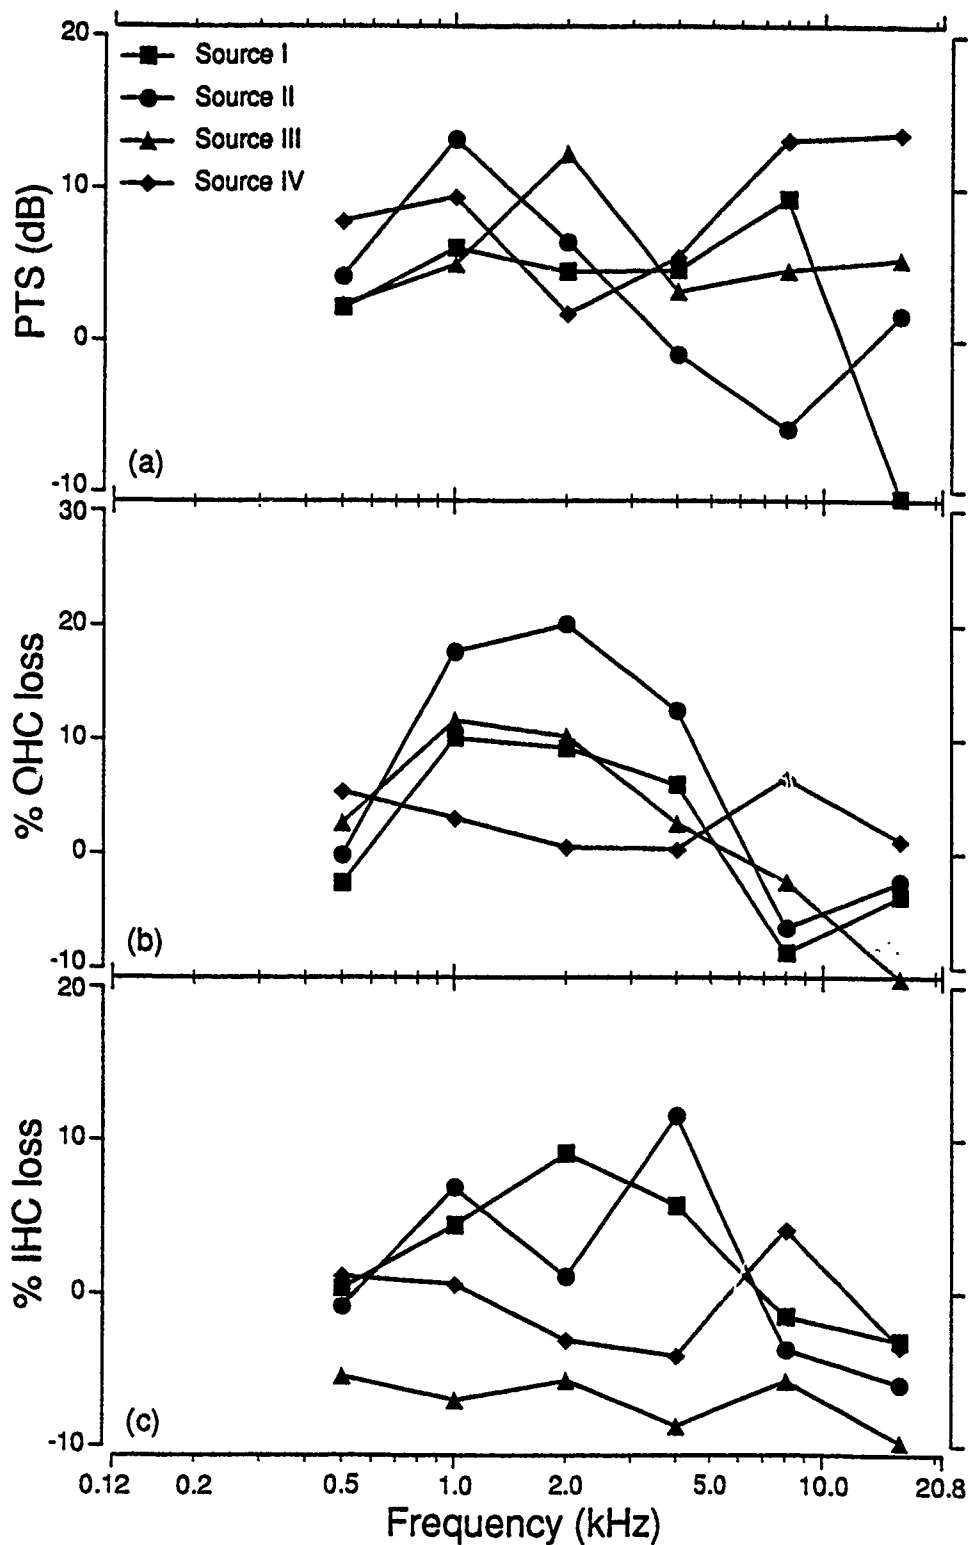 20
Source I
Source II
Source III
Source IV
10
PTS (dB)
0
(a)
-10
30
20
% OHC loss
10
0
(b)
-10
20
10
% IHC loss
0
(c)
-10
0.12 0.2 0.5 1.0 2.0 5.0 10.0 20.8
Frequency (kHz)